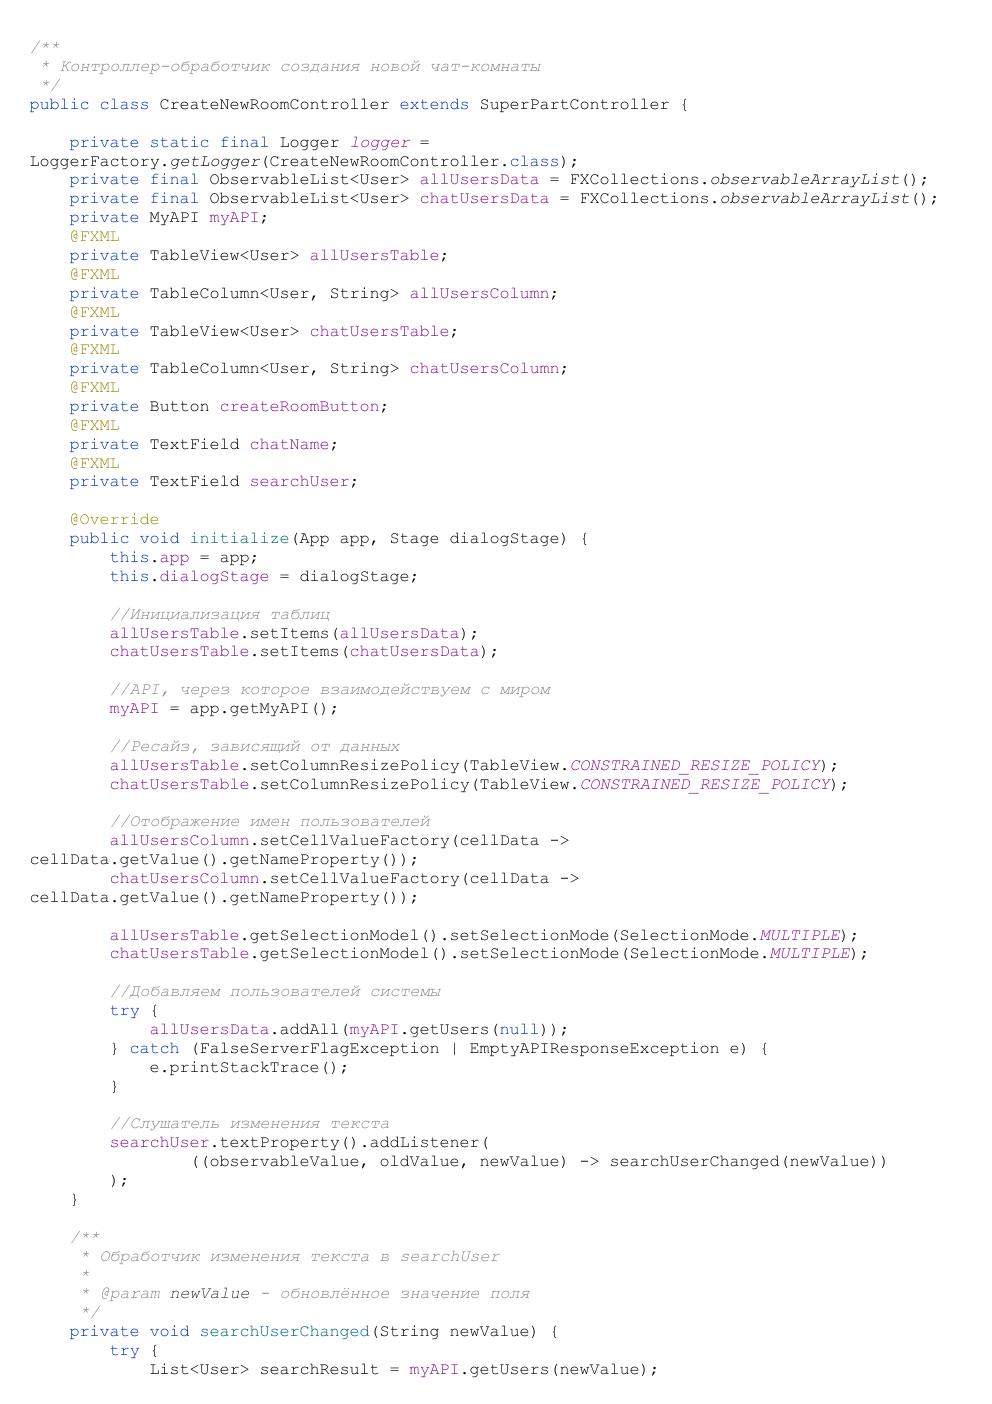 /**
 * Контроллер-обработчик создания новой чат-комнаты
 */
public class CreateNewRoomController extends SuperPartController {

    private static final Logger logger =
LoggerFactory.getLogger(CreateNewRoomController.class);
    private final ObservableList<User> allUsersData = FXCollections.observableArrayList();
    private final ObservableList<User> chatUsersData = FXCollections.observableArrayList();
    private MyAPI myAPI;
    @FXML
    private TableView<User> allUsersTable;
    @FXML
    private TableColumn<User, String> allUsersColumn;
    @FXML
    private TableView<User> chatUsersTable;
    @FXML
    private TableColumn<User, String> chatUsersColumn;
    @FXML
    private Button createRoomButton;
    @FXML
    private TextField chatName;
    @FXML
    private TextField searchUser;

    @Override
    public void initialize(App app, Stage dialogStage) {
        this.app = app;
        this.dialogStage = dialogStage;

        //Инициализация таблиц
        allUsersTable.setItems(allUsersData);
        chatUsersTable.setItems(chatUsersData);

        //API, через которое взаимодействуем с миром
        myAPI = app.getMyAPI();

        //Ресайз, зависящий от данных
        allUsersTable.setColumnResizePolicy(TableView.CONSTRAINED_RESIZE_POLICY);
        chatUsersTable.setColumnResizePolicy(TableView.CONSTRAINED_RESIZE_POLICY);

        //Отображение имен пользователей
        allUsersColumn.setCellValueFactory(cellData ->
cellData.getValue().getNameProperty());
        chatUsersColumn.setCellValueFactory(cellData ->
cellData.getValue().getNameProperty());

        allUsersTable.getSelectionModel().setSelectionMode(SelectionMode.MULTIPLE);
        chatUsersTable.getSelectionModel().setSelectionMode(SelectionMode.MULTIPLE);

        //Добавляем пользователей системы
        try {
            allUsersData.addAll(myAPI.getUsers(null));
        } catch (FalseServerFlagException | EmptyAPIResponseException e) {
            e.printStackTrace();
        }

        //Слушатель изменения текста
        searchUser.textProperty().addListener(
                ((observableValue, oldValue, newValue) -> searchUserChanged(newValue))
        );
    }

    /**
     * Обработчик изменения текста в searchUser
     *
     * @param newValue - обновлённое значение поля
     */
    private void searchUserChanged(String newValue) {
        try {
            List<User> searchResult = myAPI.getUsers(newValue);